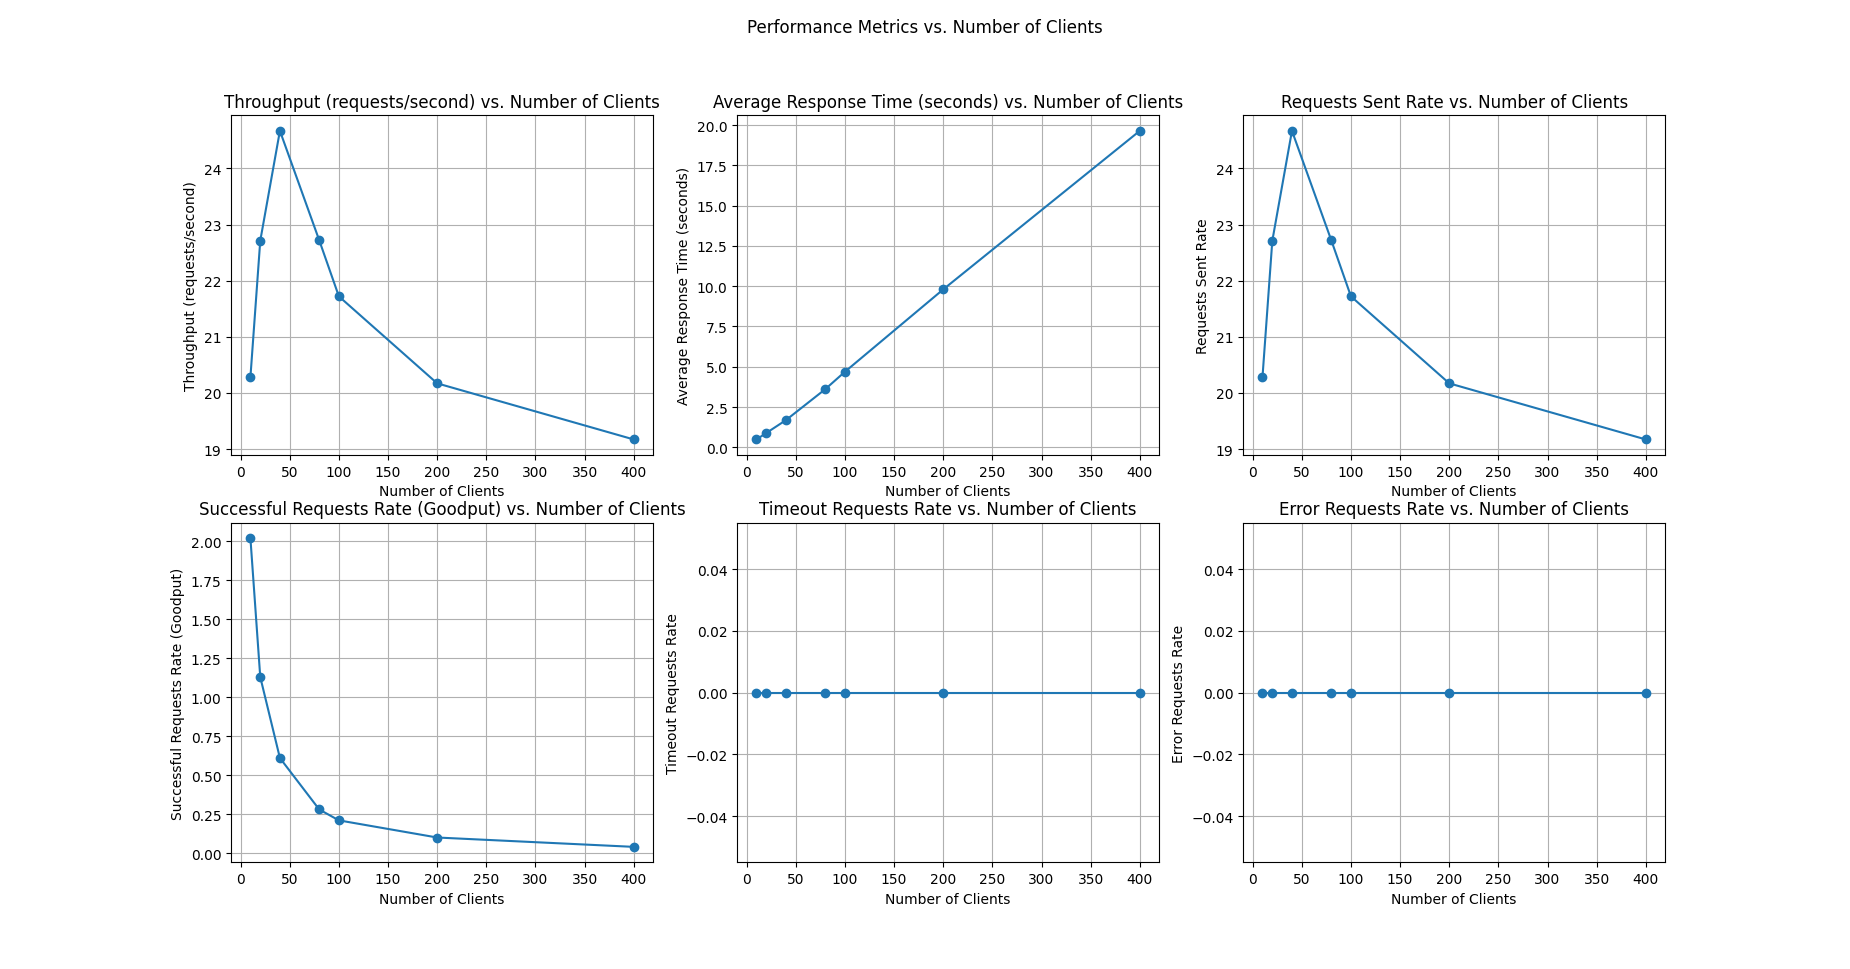 Performance Metrics vs. Number of Clients
Throughput (requests/second) vs. Number of Clients
Throughput (requests/second)
24
23
22
21
20
19
0 50 100 150 200 250 300 350 400
Number of Clients
Average Response Time (seconds) vs. Number of Clients
Average Response Time (seconds)
20.0
17.5
15.0
12.5
10.0
7.5
5.0
2.5
0.0
0 50 100 150 200 250 300 350 400
Number of Clients
Requests Sent Rate vs. Number of Clients
Requests Sent Rate
24
23
22
21
20
19
0 50 100 150 200 250 300 350 400
Number of Clients
Successful Requests Rate (Goodput) vs. Number of Clients
Successful Requests Rate (Goodput)
2.00
1.75
1.50
1.25
1.00
0.75
0.50
0.25
0.00
0 50 100 150 200 250 300 350 400
Number of Clients
Timeout Requests Rate vs. Number of Clients
Timeout Requests Rate
0.04
0.02
0.00
−0.02
−0.04
0 50 100 150 200 250 300 350 400
Number of Clients
Error Requests Rate vs. Number of Clients
Error Requests Rate
0.04
0.02
0.00
−0.02
−0.04
0 50 100 150 200 250 300 350 400
Number of Clients